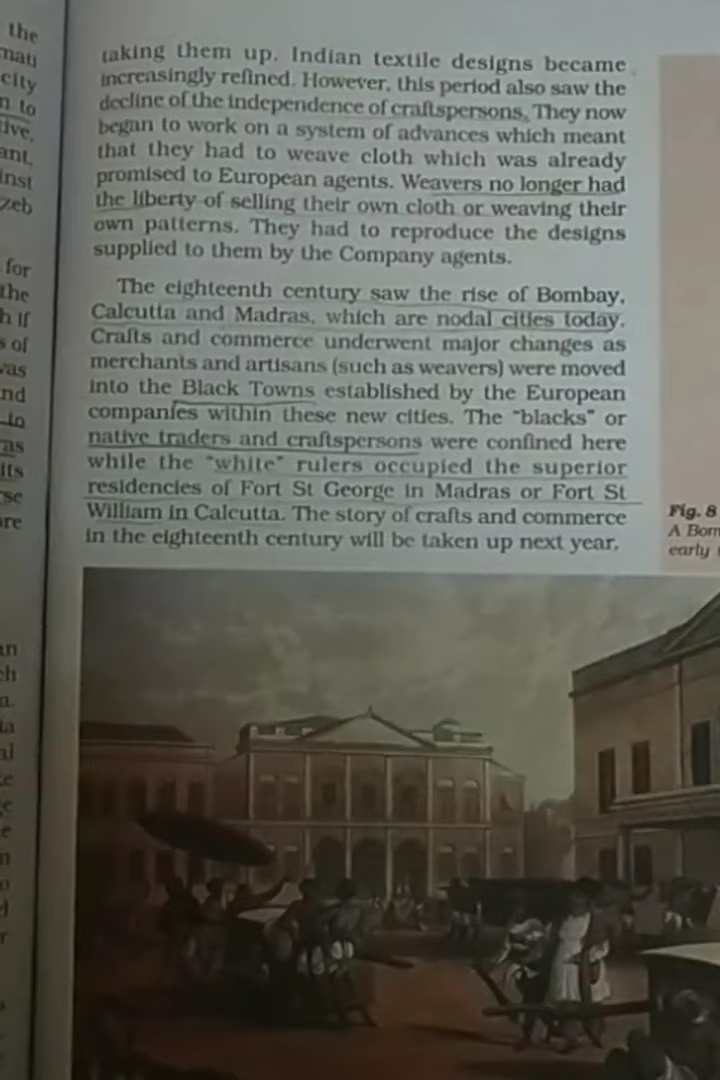 the
mati
city
n to
tive,
ant,
inst
zeb
for
the
h if
s of
was
nd
to
ras
its
rse
are
an
ch
a.
ia
al
ce
ge
e
n
o
d
r
taking them up. Indian textile designs became
increasingly refined. However, this period also saw the
decline of the independence of craftspersons. They now
began to work on a system of advances which meant
that they had to weave cloth which was already
promised to European agents. Weavers no longer had
the liberty of selling their own cloth or weaving their
own patterns. They had to reproduce the designs
supplied to them by the Company agents.
The eighteenth century saw the rise of Bombay,
Calcutta and Madras, which are nodal cities today.
Crafts and commerce underwent major changes as
merchants and artisans (such as weavers) were moved
into the Black Towns established by the European
companies within these new cities. The "blacks" or
native traders and craftspersons were confined here
while the "white" rulers occupied the superior
residencies of Fort St George in Madras or Fort St
William in Calcutta. The story of crafts and commerce
in the eighteenth century will be taken up next year.
Fig. 8
A Bom
early